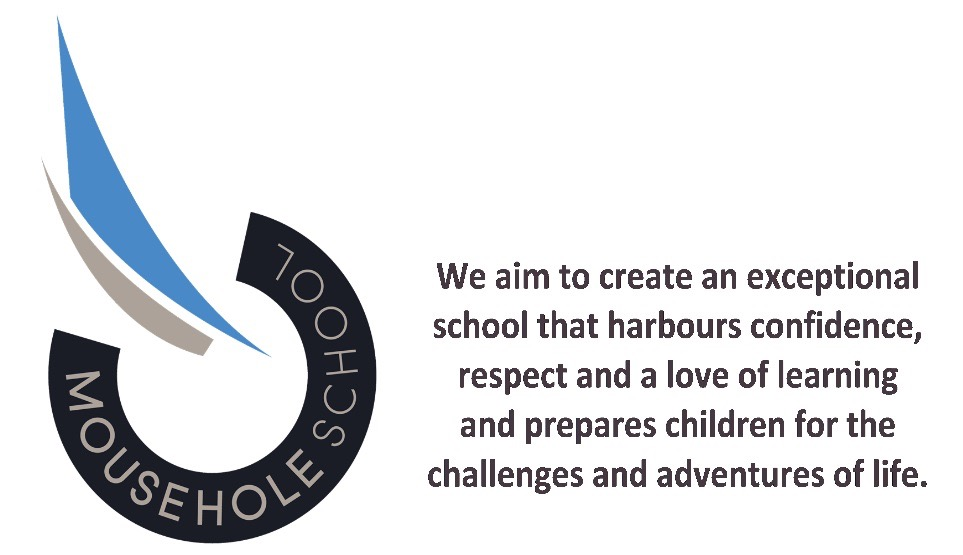 MOUSEHOLE SCHOOL
We aim to create an exceptional
school that harbours confidence,
respect and a love of learning
and prepares children for the
challenges and adventures of life.